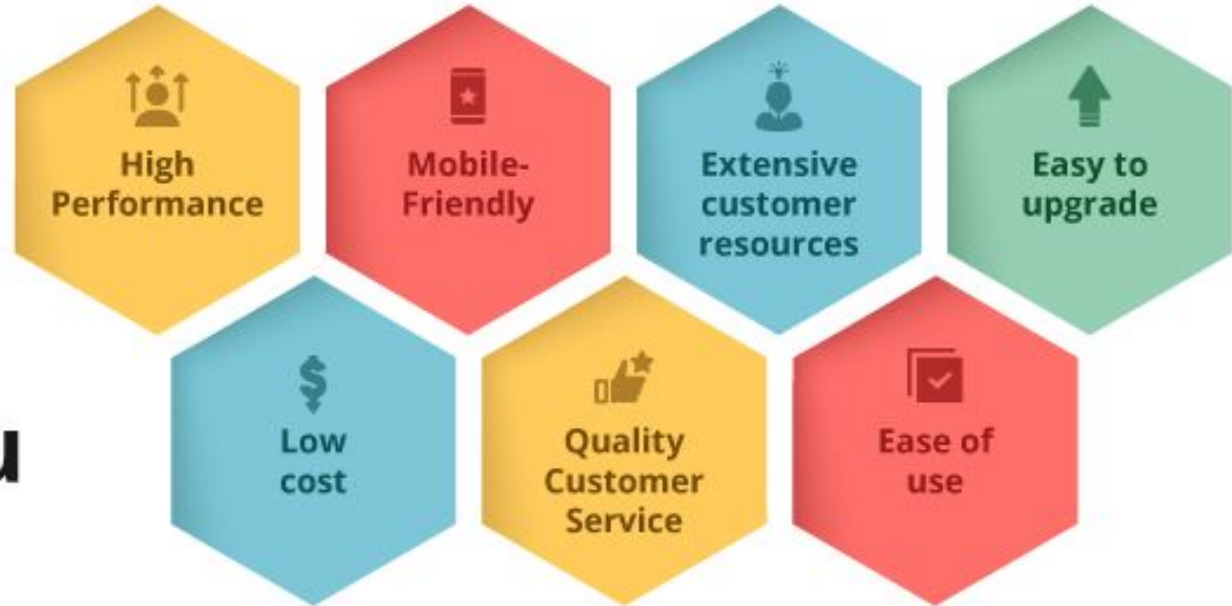 High
Performance
Mobile-
Friendly
Extensive
customer
resources
Easy to
upgrade
Low
cost
Quality
Customer
Service
Ease of
use